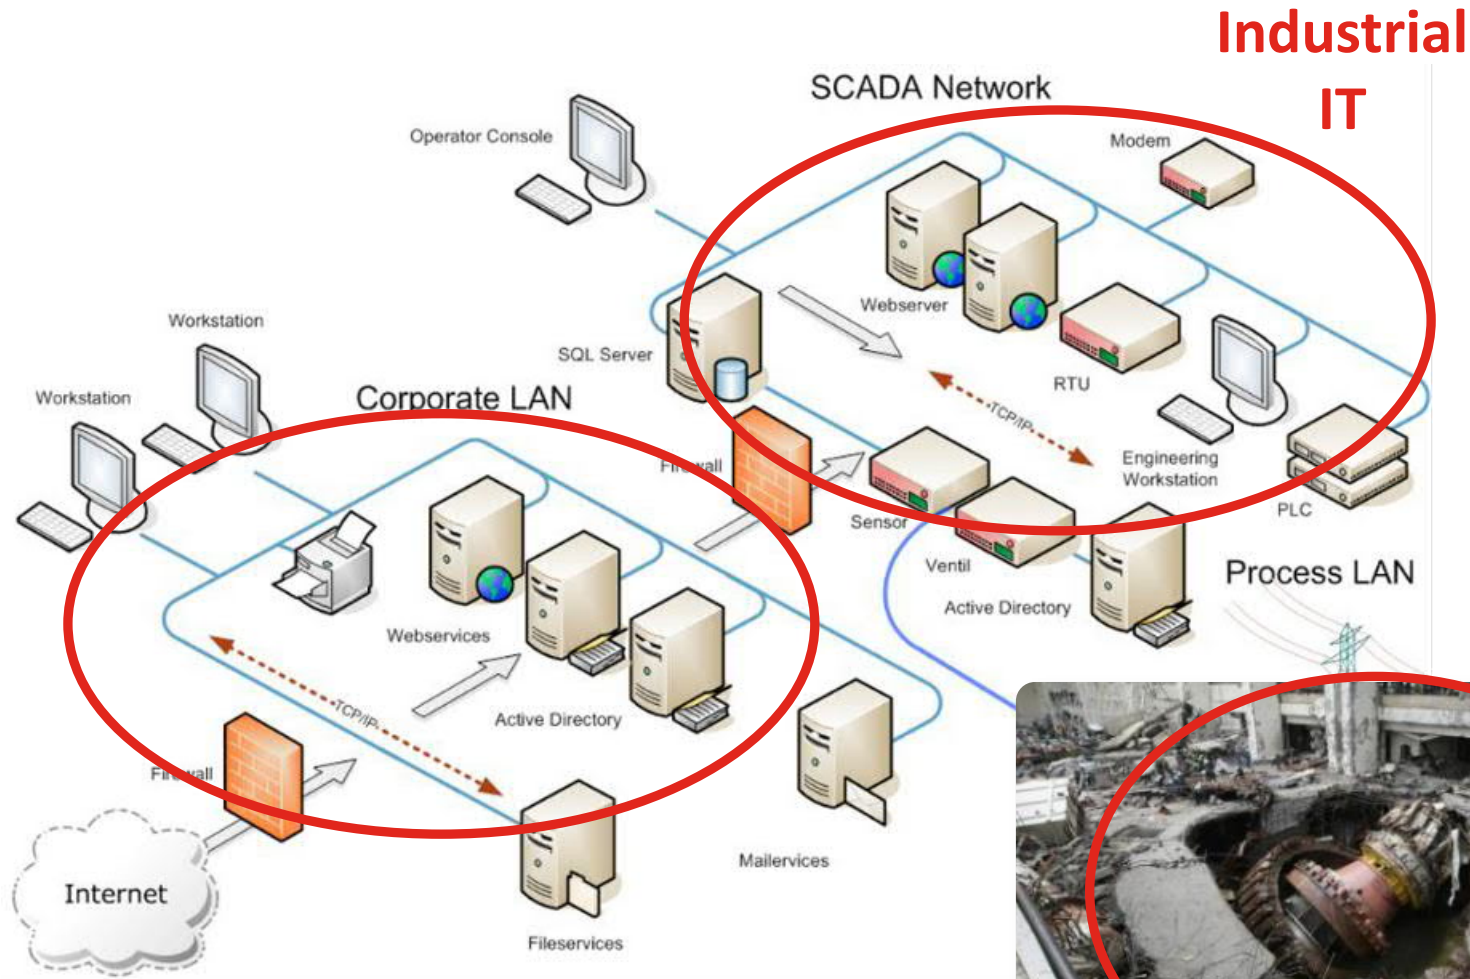 Industrial
IT
SCADA Network
Operator Console
Modem
Webserver
Workstation
SQL Server
RTU
Workstation
Corporate LAN
TCP/IP
Firewall
Engineering
Workstation
Sensor
PLC
Ventil
Process LAN
Active Directory
Webservices
TCP/IP
Active Directory
Firewall
Mailervices
Internet
Fileservices